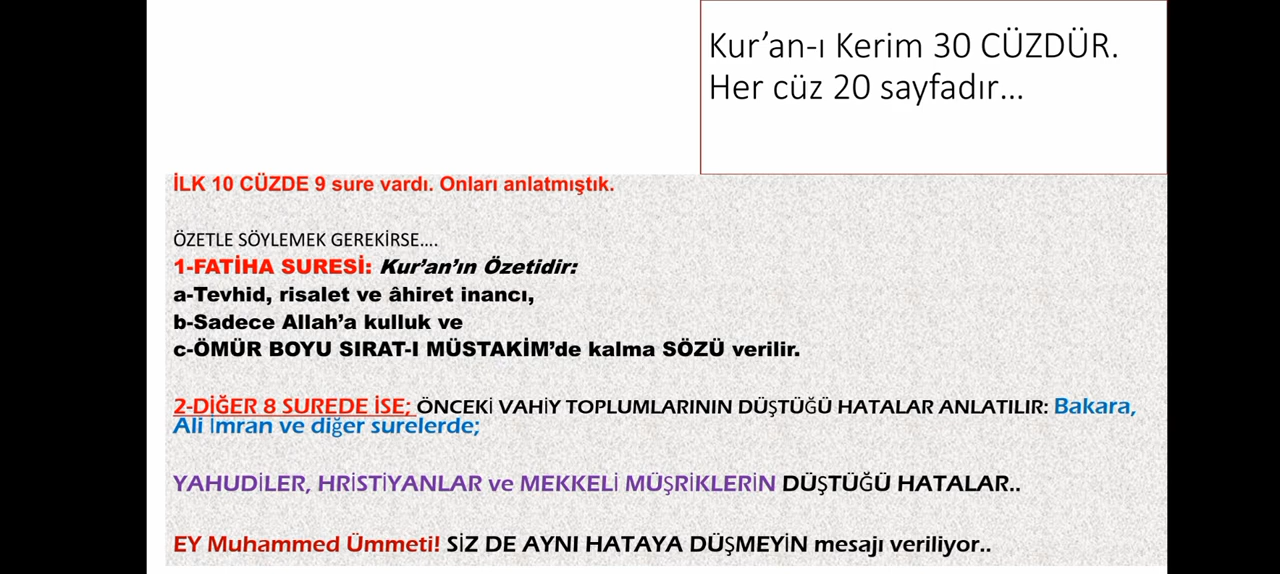 Kur’an-ı Kerim 30 CÜZDÜR.
Her cüz 20 sayfadır…
İLK 10 CÜZDE 9 sure vardı. Onları anlatmıştık.
ÖZETLE SÖYLEMEK GEREKİRSE….
1-FATİHA SURESİ: Kur’an’ın Özetidir:
a-Tevhid, risalet ve âhiret inancı,
b-Sadece Allah’a kulluk ve
c-ÖMÜR BOYU SIRAT-I MÜSTAKİM’de kalma SÖZÜ verilir.
2-DİĞER 8 SUREDE İSE; ÖNCEKİ VAHİY TOPLUMLARININ DÜŞTÜĞÜ HATALAR ANLATILIR: Bakara,
Ali İmran ve diğer surelerde;
YAHUDİLER, HRİSTİYANLAR ve MEKKELİ MÜŞRİKLERİN DÜŞTÜĞÜ HATALAR..
EY Muhammed Ümmeti! SİZ DE AYNI HATAYA DÜŞMEYİN mesajı veriliyor..